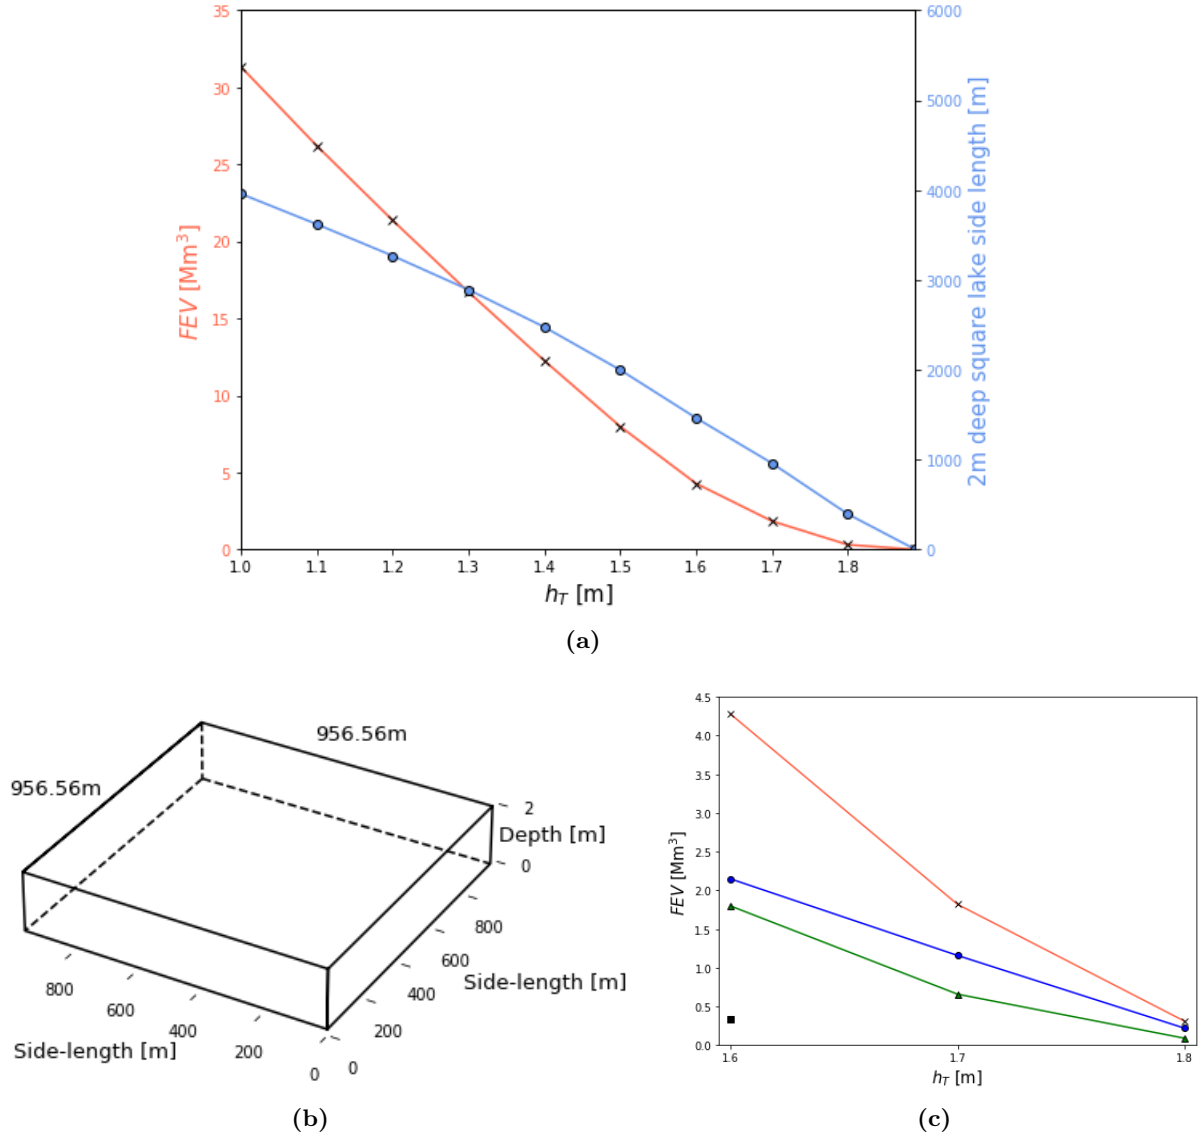 35
30
25
20
15
10
5
0
FEV [Mm³]
6000
5000
4000
3000
2000
1000
0
2m deep square lake side length [m]
1.0 1.1 1.2 1.3 1.4 1.5 1.6 1.7 1.8
h_T [m]
(a)
956.56m
956.56m
2
Depth [m]
0
800
600
400
200
0
Side-length [m]
800
600
400
200
0
Side-length [m]
(b)
4.5
4.0
3.5
3.0
2.5
2.0
1.5
1.0
0.5
0.0
FEV [Mm³]
1.6 1.7 1.8
h_T [m]
(c)